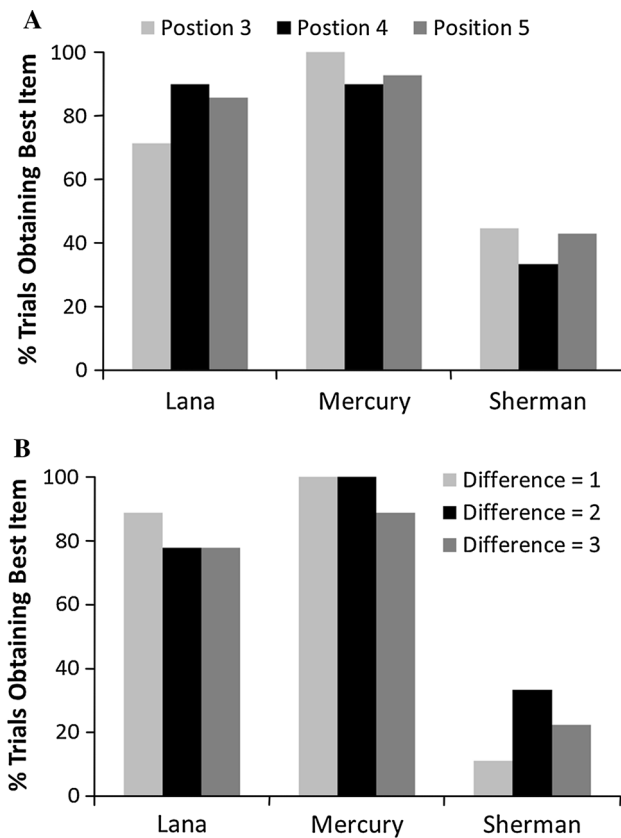 A
Postion 3 Postion 4 Position 5
% Trials Obtaining Best Item
100
80
60
40
20
0
Lana Mercury Sherman
B
Difference = 1
Difference = 2
Difference = 3
% Trials Obtaining Best Item
100
80
60
40
20
0
Lana Mercury Sherman